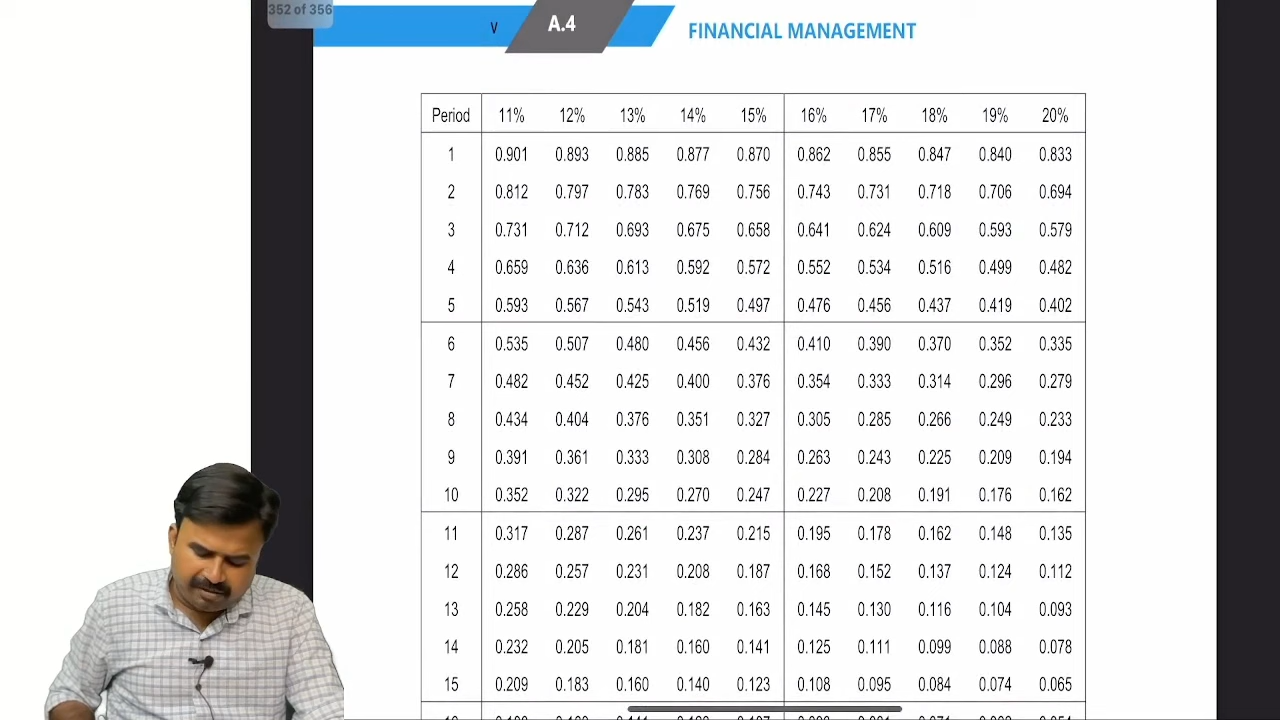 352 of 356
v
A.4
FINANCIAL MANAGEMENT
Period 11% 12% 13% 14% 15% 16% 17% 18% 19% 20%
1 0.901 0.893 0.885 0.877 0.870 0.862 0.855 0.847 0.840 0.833
2 0.812 0.797 0.783 0.769 0.756 0.743 0.731 0.718 0.706 0.694
3 0.731 0.712 0.693 0.675 0.658 0.641 0.624 0.609 0.593 0.579
4 0.659 0.636 0.613 0.592 0.572 0.552 0.534 0.516 0.499 0.482
5 0.593 0.567 0.543 0.519 0.497 0.476 0.456 0.437 0.419 0.402
6 0.535 0.507 0.480 0.456 0.432 0.410 0.390 0.370 0.352 0.335
7 0.482 0.452 0.425 0.400 0.376 0.354 0.333 0.314 0.296 0.279
8 0.434 0.404 0.376 0.351 0.327 0.305 0.285 0.266 0.249 0.233
9 0.391 0.361 0.333 0.308 0.284 0.263 0.243 0.225 0.209 0.194
10 0.352 0.322 0.295 0.270 0.247 0.227 0.208 0.191 0.176 0.162
11 0.317 0.287 0.261 0.237 0.215 0.195 0.178 0.162 0.148 0.135
12 0.286 0.257 0.231 0.208 0.187 0.168 0.152 0.137 0.124 0.112
13 0.258 0.229 0.204 0.182 0.163 0.145 0.130 0.116 0.104 0.093
14 0.232 0.205 0.181 0.160 0.141 0.125 0.111 0.099 0.088 0.078
15 0.209 0.183 0.160 0.140 0.123 0.108 0.095 0.084 0.074 0.065